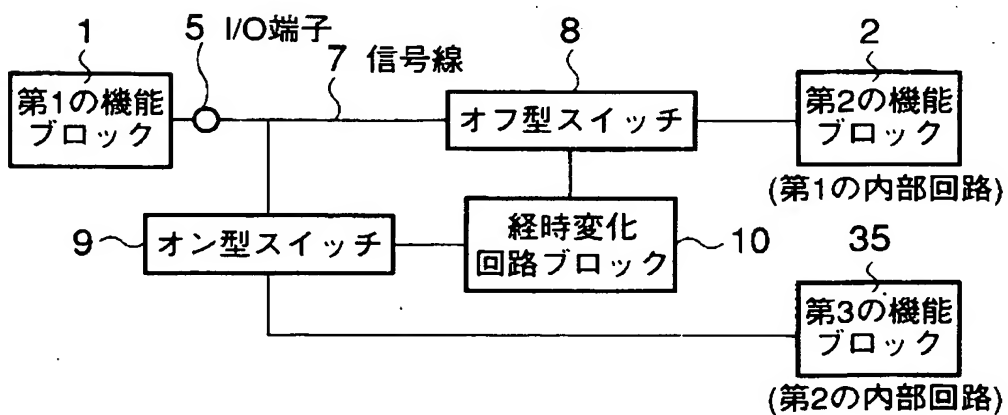 1
5 I/O端子
7 信号線
8
2
第1の機能
ブロック
オフ型スイッチ
第2の機能
ブロック
(第1の内部回路)
9
オン型スイッチ
経時変化
回路ブロック
10
35
第3の機能
ブロック
(第2の内部回路)